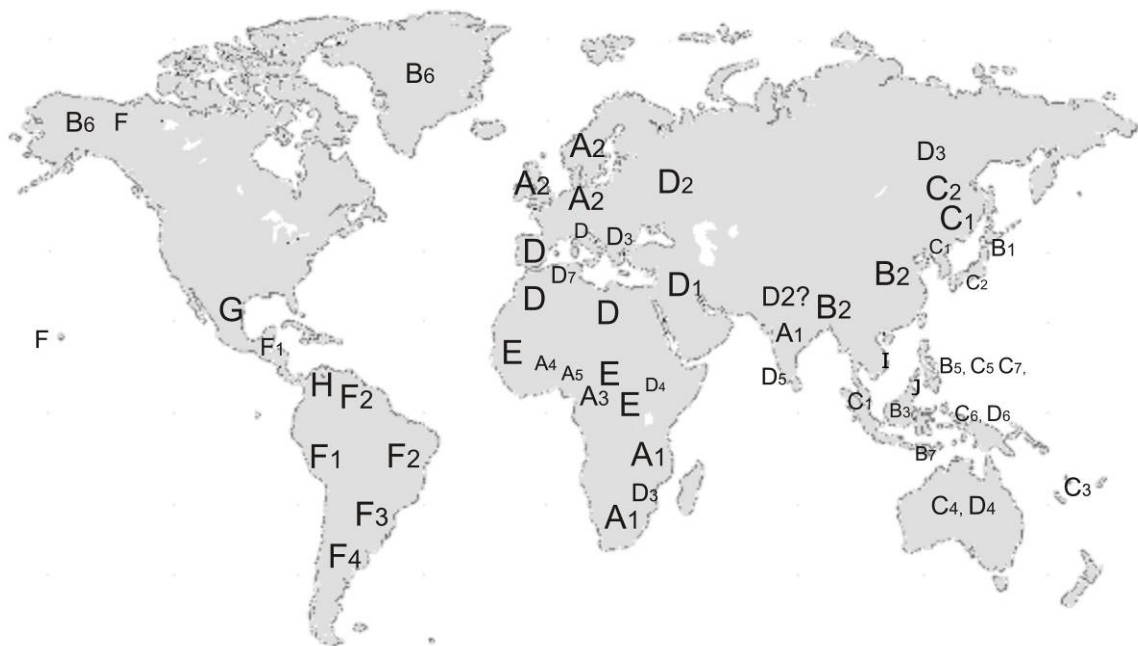 B6
B6 F
A2
D3
A2 A2 D2 C2
C1
D D3 C1 B1
D D7 B2 C2
D D D1 D2? B2
G A1
F F1 E A4 A5 E D4 D5 I B5, C5 C7,
H F2 A3 E C1 B3 J C6, D6
F1 F2 A1 B7
D3 C3
F3 A1 C4, D4
F4